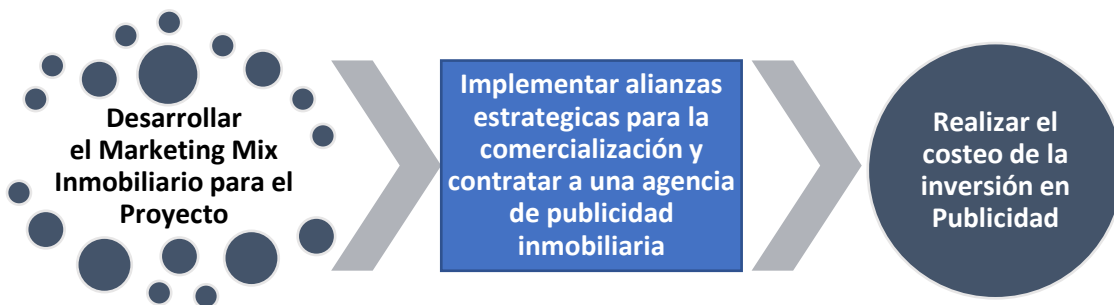 Desarrollar
el Marketing Mix
Inmobiliario para el
Proyecto
Implementar alianzas
estrategicas para la
comercialización y
contratar a una agencia
de publicidad
inmobiliaria
Realizar el
costeo de la
inversión en
Publicidad